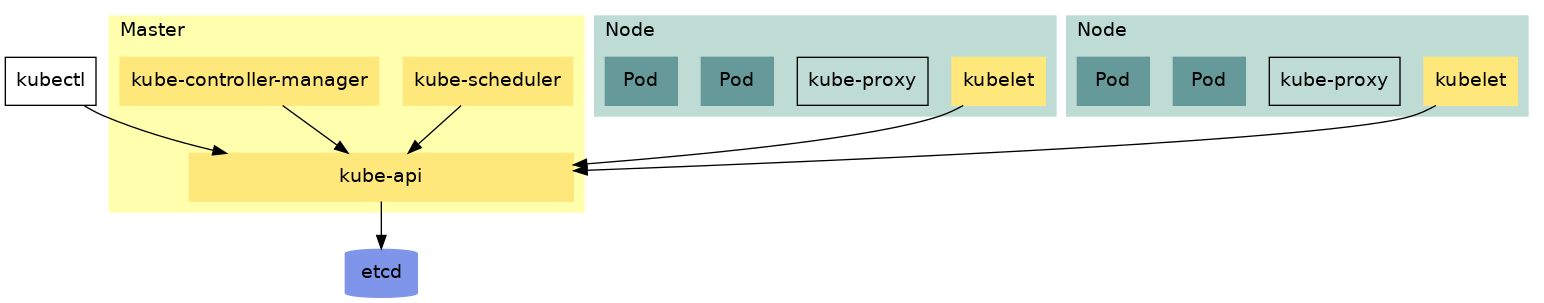 Master
Node
Node
kubectl
kube-controller-manager
kube-scheduler
Pod
Pod
kube-proxy
kubelet
Pod
Pod
kube-proxy
kubelet
kube-api
etcd